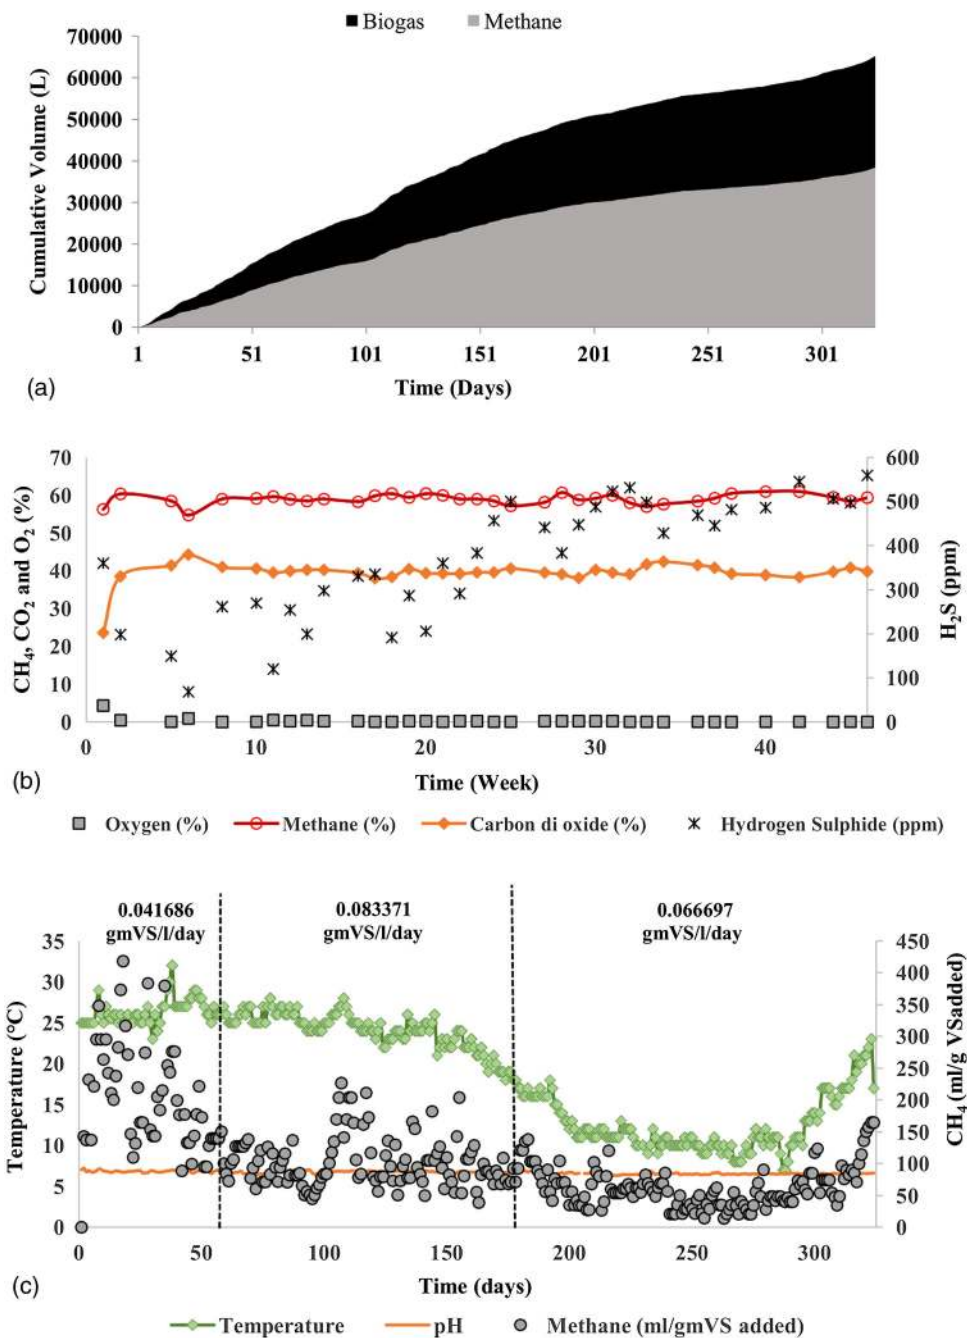 Biogas Methane
70000
60000
50000
40000
30000
20000
10000
0
Cumulative Volume (L)
1 51 101 151 201 251 301
Time (Days)
(a)
70
60
50
40
30
20
10
0
CH₄, CO₂ and O₂ (%)
600
500
400
300
200
100
0
H₂S (ppm)
0 10 20 30 40
Time (Week)
(b)
Oxygen (%) Methane (%) Carbon di oxide (%) Hydrogen Sulphide (ppm)
0.041686
gmVS/l/day
0.083371
gmVS/l/day
0.066697
gmVS/l/day
35
30
25
20
15
10
5
0
Temperature (°C)
450
400
350
300
250
200
150
100
50
0
CH₄ (ml/g VSadded)
0 50 100 150 200 250 300
Time (days)
(c)
Temperature pH Methane (ml/gmVS added)